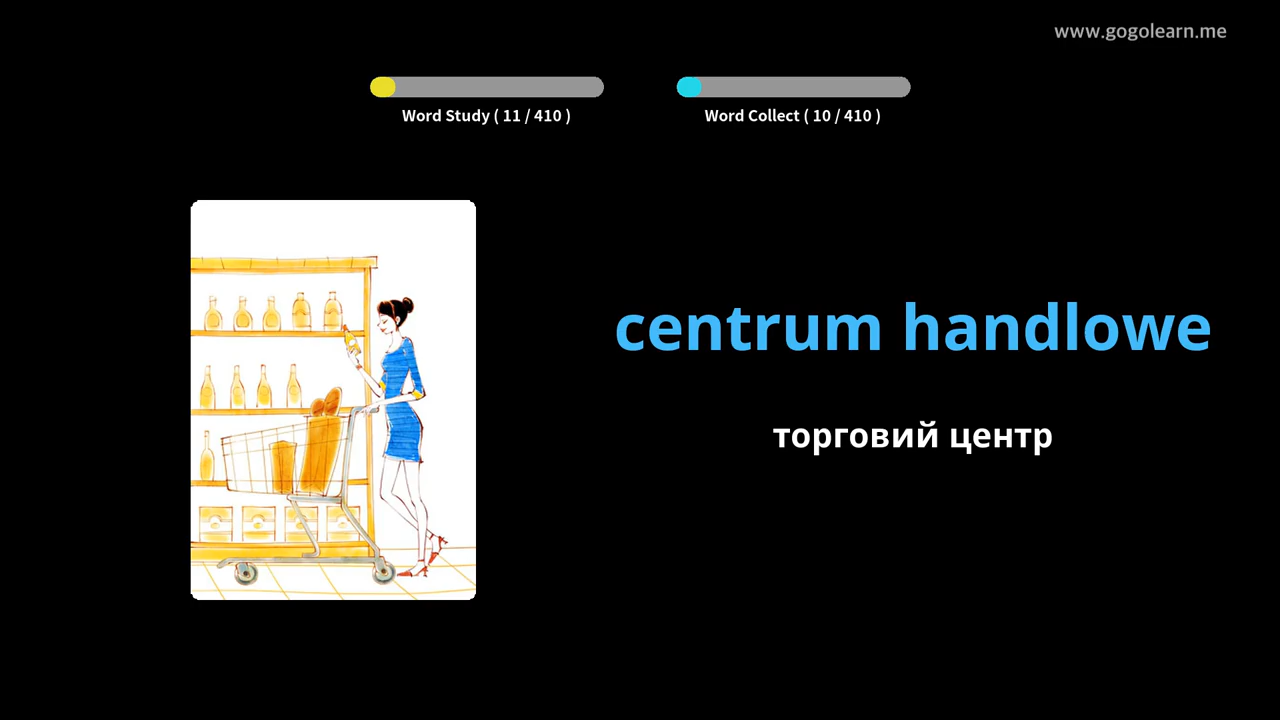 www.gogolearn.me
Word Study ( 11 / 410 )
Word Collect ( 10 / 410 )
centrum handlowe
торговий центр